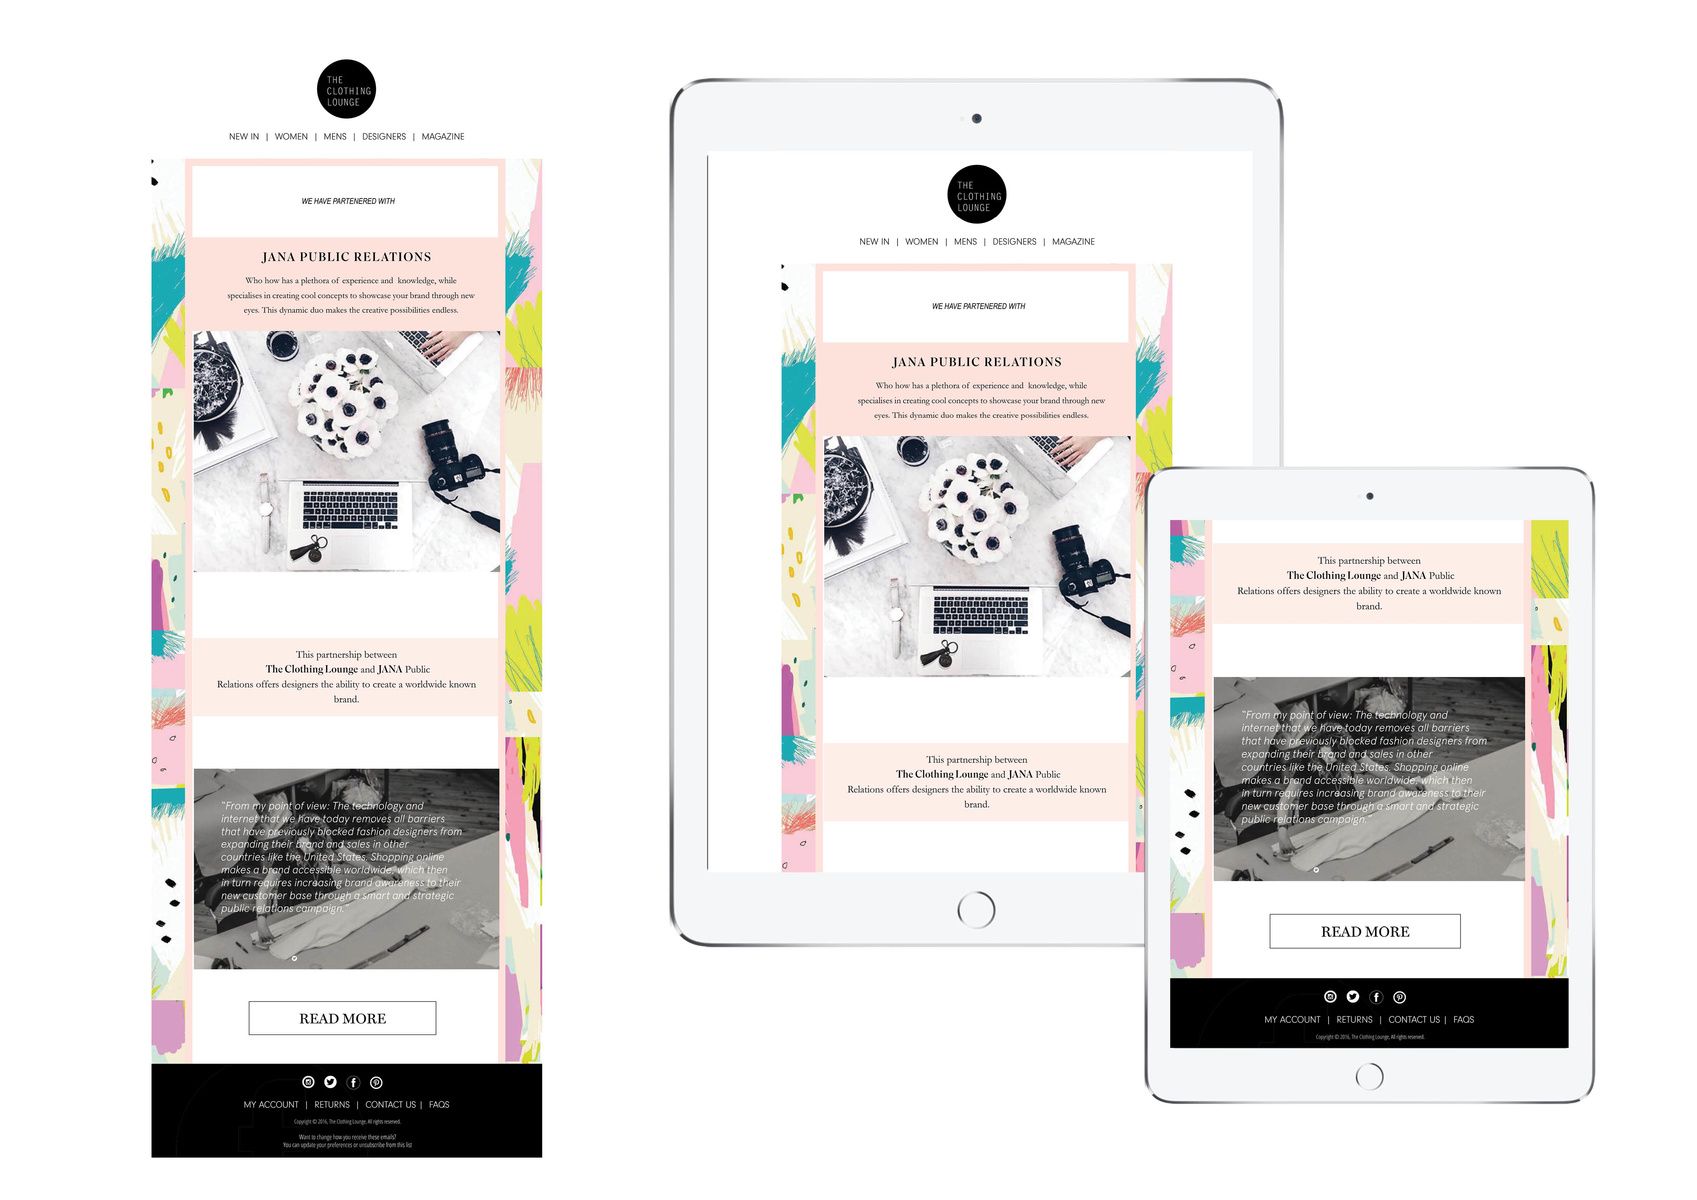 THE
CLOTHING
LOUNGE
NEW IN | WOMEN | MENS | DESIGNERS | MAGAZINE
WE HAVE PARTENERED WITH
JANA PUBLIC RELATIONS
Who how has a plethora of experience and knowledge, while
specialises in creating cool concepts to showcase your brand through new
eyes. This dynamic duo makes the creative possibilities endless.
This partnership between
The Clothing Lounge and JANA Public
Relations offers designers the ability to create a worldwide known
brand.
"From my point of view: The technology and
internet that we have today removes all barriers
that have previously blocked fashion designers from
expanding their brand and sales in other
countries like the United States. Shopping online
makes a brand accessible worldwide, which then
in turn requires increasing brand awareness to their
new customer base through a smart and strategic
public relations campaign."
READ MORE
MY ACCOUNT | RETURNS | CONTACT US | FAQS
Copyright © 2016, The Clothing Lounge, All rights reserved.
Want to change how you receive these emails?
You can update your preferences or unsubscribe from this list
THE
CLOTHING
LOUNGE
NEW IN | WOMEN | MENS | DESIGNERS | MAGAZINE
WE HAVE PARTENERED WITH
JANA PUBLIC RELATIONS
Who how has a plethora of experience and knowledge, while
specialises in creating cool concepts to showcase your brand through new
eyes. This dynamic duo makes the creative possibilities endless.
This partnership between
The Clothing Lounge and JANA Public
Relations offers designers the ability to create a worldwide known
brand.
This partnership between
The Clothing Lounge and JANA Public
Relations offers designers the ability to create a worldwide known
brand.
"From my point of view: The technology and
internet that we have today removes all barriers
that have previously blocked fashion designers from
expanding their brand and sales in other
countries like the United States. Shopping online
makes a brand accessible worldwide, which then
in turn requires increasing brand awareness to their
new customer base through a smart and strategic
public relations campaign."
READ MORE
MY ACCOUNT | RETURNS | CONTACT US | FAQS
Copyright © 2016, The Clothing Lounge, All rights reserved.